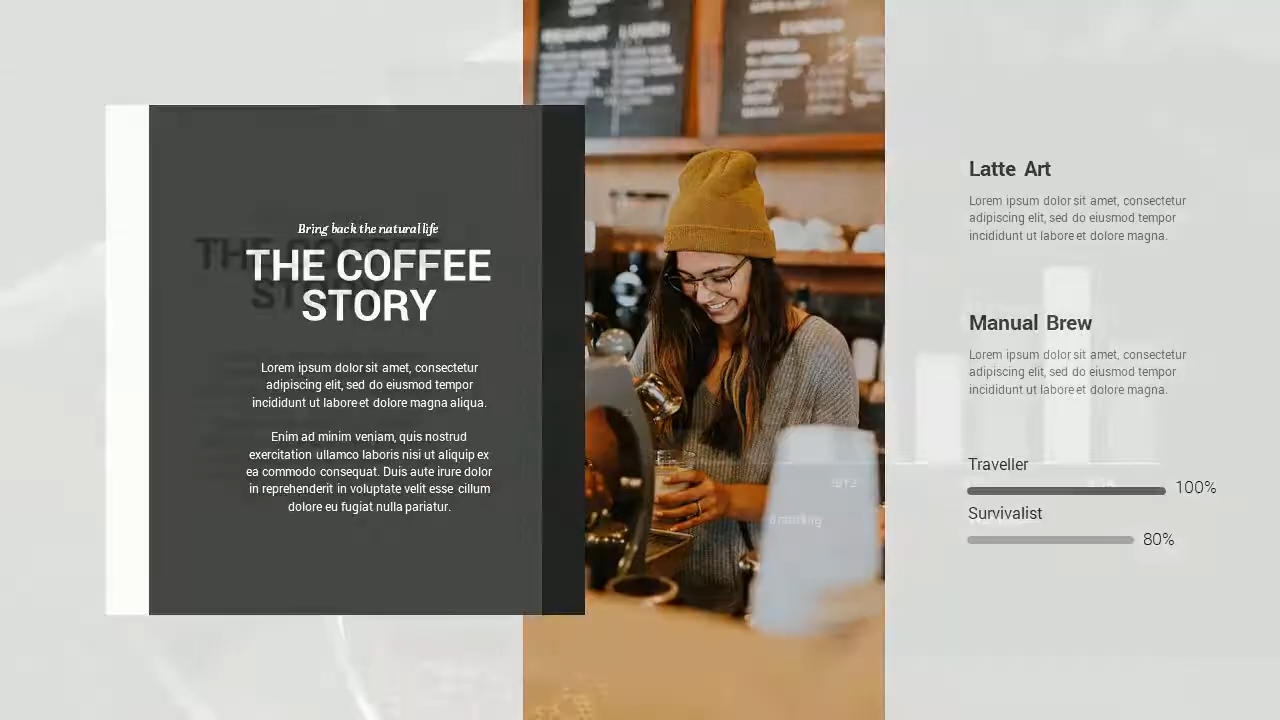 BREAKFAST LUNCH
Bring back the natural life
THE COFFEE
STORY
Lorem ipsum dolor sit amet, consectetur
adipiscing elit, sed do eiusmod tempor
incididunt ut labore et dolore magna aliqua.
Enim ad minim veniam, quis nostrud
exercitation ullamco laboris nisi ut aliquip ex
ea commodo consequat. Duis aute irure dolor
in reprehenderit in voluptate velit esse cillum
dolore eu fugiat nulla pariatur.
Latte Art
Lorem ipsum dolor sit amet, consectetur
adipiscing elit, sed do eiusmod tempor
incididunt ut labore et dolore magna.
Manual Brew
Lorem ipsum dolor sit amet, consectetur
adipiscing elit, sed do eiusmod tempor
incididunt ut labore et dolore magna.
Traveller
100%
Survivalist
80%